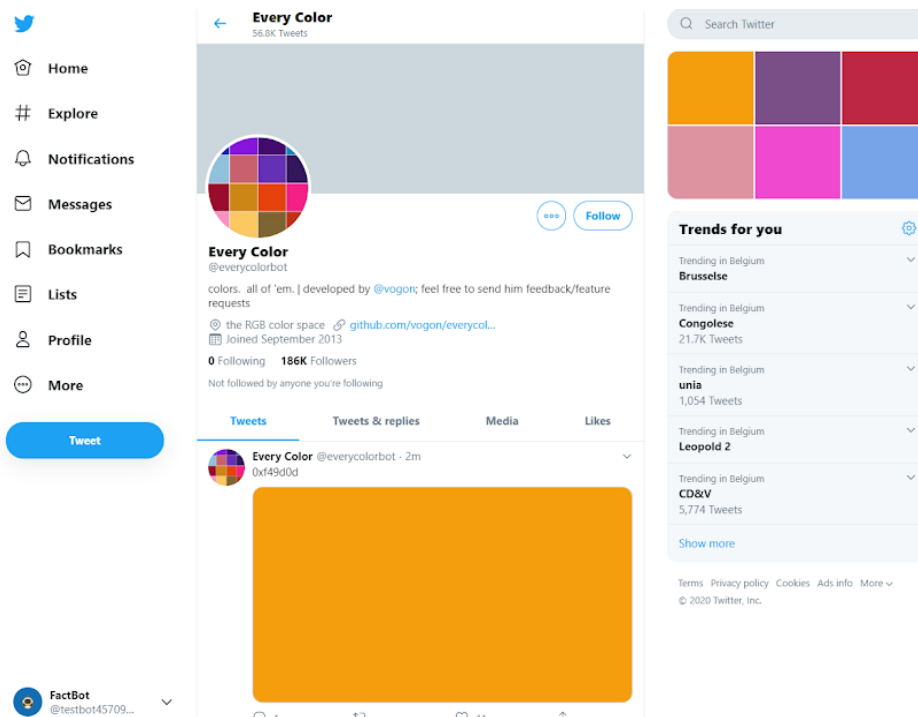 Home
Explore
Notifications
Messages
Bookmarks
Lists
Profile
More
Tweet
FactBot
@testbot45709...
Every Color
56.8K Tweets
Follow
Every Color
@everycolorbot
colors. all of 'em. | developed by @vogon; feel free to send him feedback/feature
requests
the RGB color space github.com/vogon/everycol...
Joined September 2013
0 Following 186K Followers
Not followed by anyone you're following
Tweets Tweets & replies Media Likes
Every Color @everycolorbot · 2m
0xf49d0d
Search Twitter
Trends for you
Trending in Belgium
Brusselse
Trending in Belgium
Congolese
21.7K Tweets
Trending in Belgium
unia
1,054 Tweets
Trending in Belgium
Leopold 2
Trending in Belgium
CD&V
5,774 Tweets
Show more
Terms Privacy policy Cookies Ads info More
© 2020 Twitter, Inc.